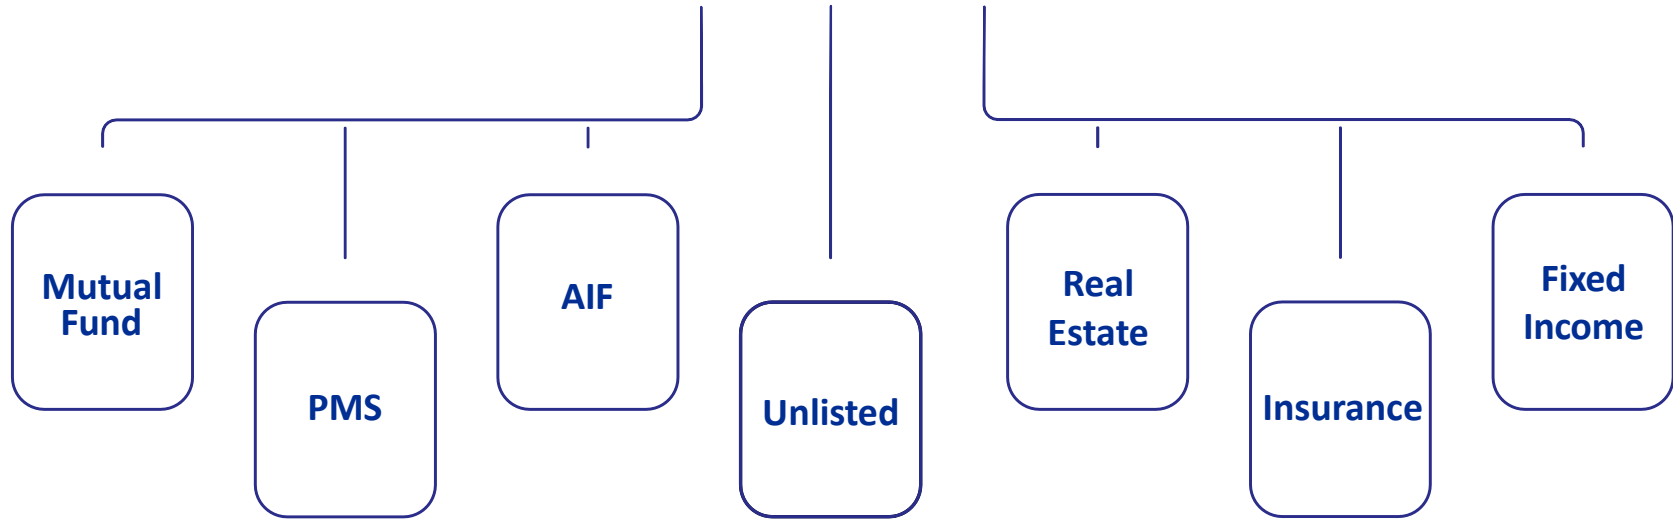 Mutual
Fund
PMS
AIF
Unlisted
Real
Estate
Insurance
Fixed
Income